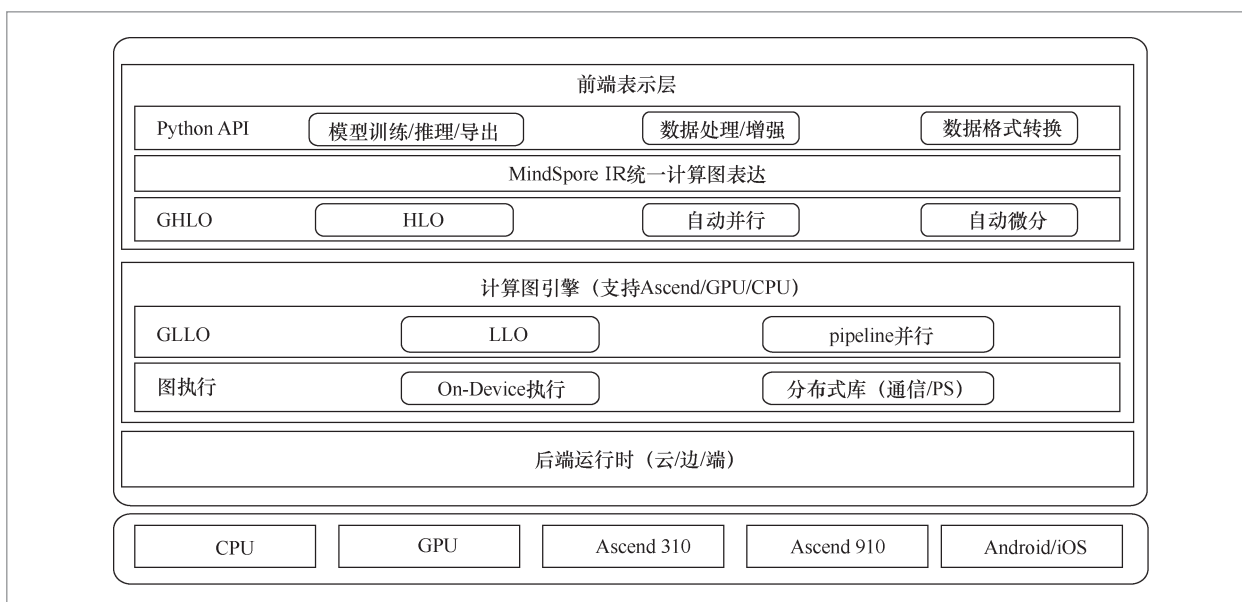 前端表示层
Python API 模型训练/推理/导出 数据处理/增强 数据格式转换
MindSpore IR统一计算图表达
GHLO HLO 自动并行 自动微分
计算图引擎（支持Ascend/GPU/CPU）
GLLO LLO pipeline并行
图执行 On-Device执行 分布式库（通信/PS）
后端运行时（云/边/端）
CPU GPU Ascend 310 Ascend 910 Android/iOS